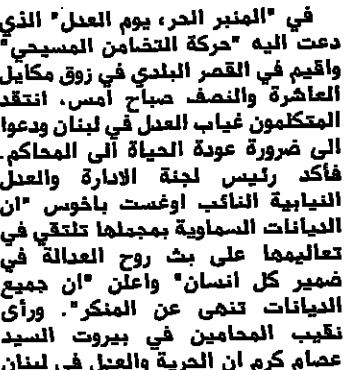 في "المنبر الحر، يوم العدل" الذي
دعت اليه "حركة التضامن المسيحي"
واقيم في القصر البلدي في زوق مكايل
العاشرة والنصف صباح امس، انتقد
المتكلمون غياب العدل في لبنان ودعوا
الى ضرورة عودة الحياة الى المحاكم.
فأكد رئيس لجنة الادارة والعدل
النيابية النائب اوغست باخوس "ان
الديانات السماوية بمجملها تلتقي في
تعاليمها على بث روح العدالة في
ضمير كل انسان" واعلن "ان جميع
الديانات تنهى عن المنكر". ورأى
نقيب المحامين في بيروت السيد
عصام كرم ان الحرية والعدل في لبنان